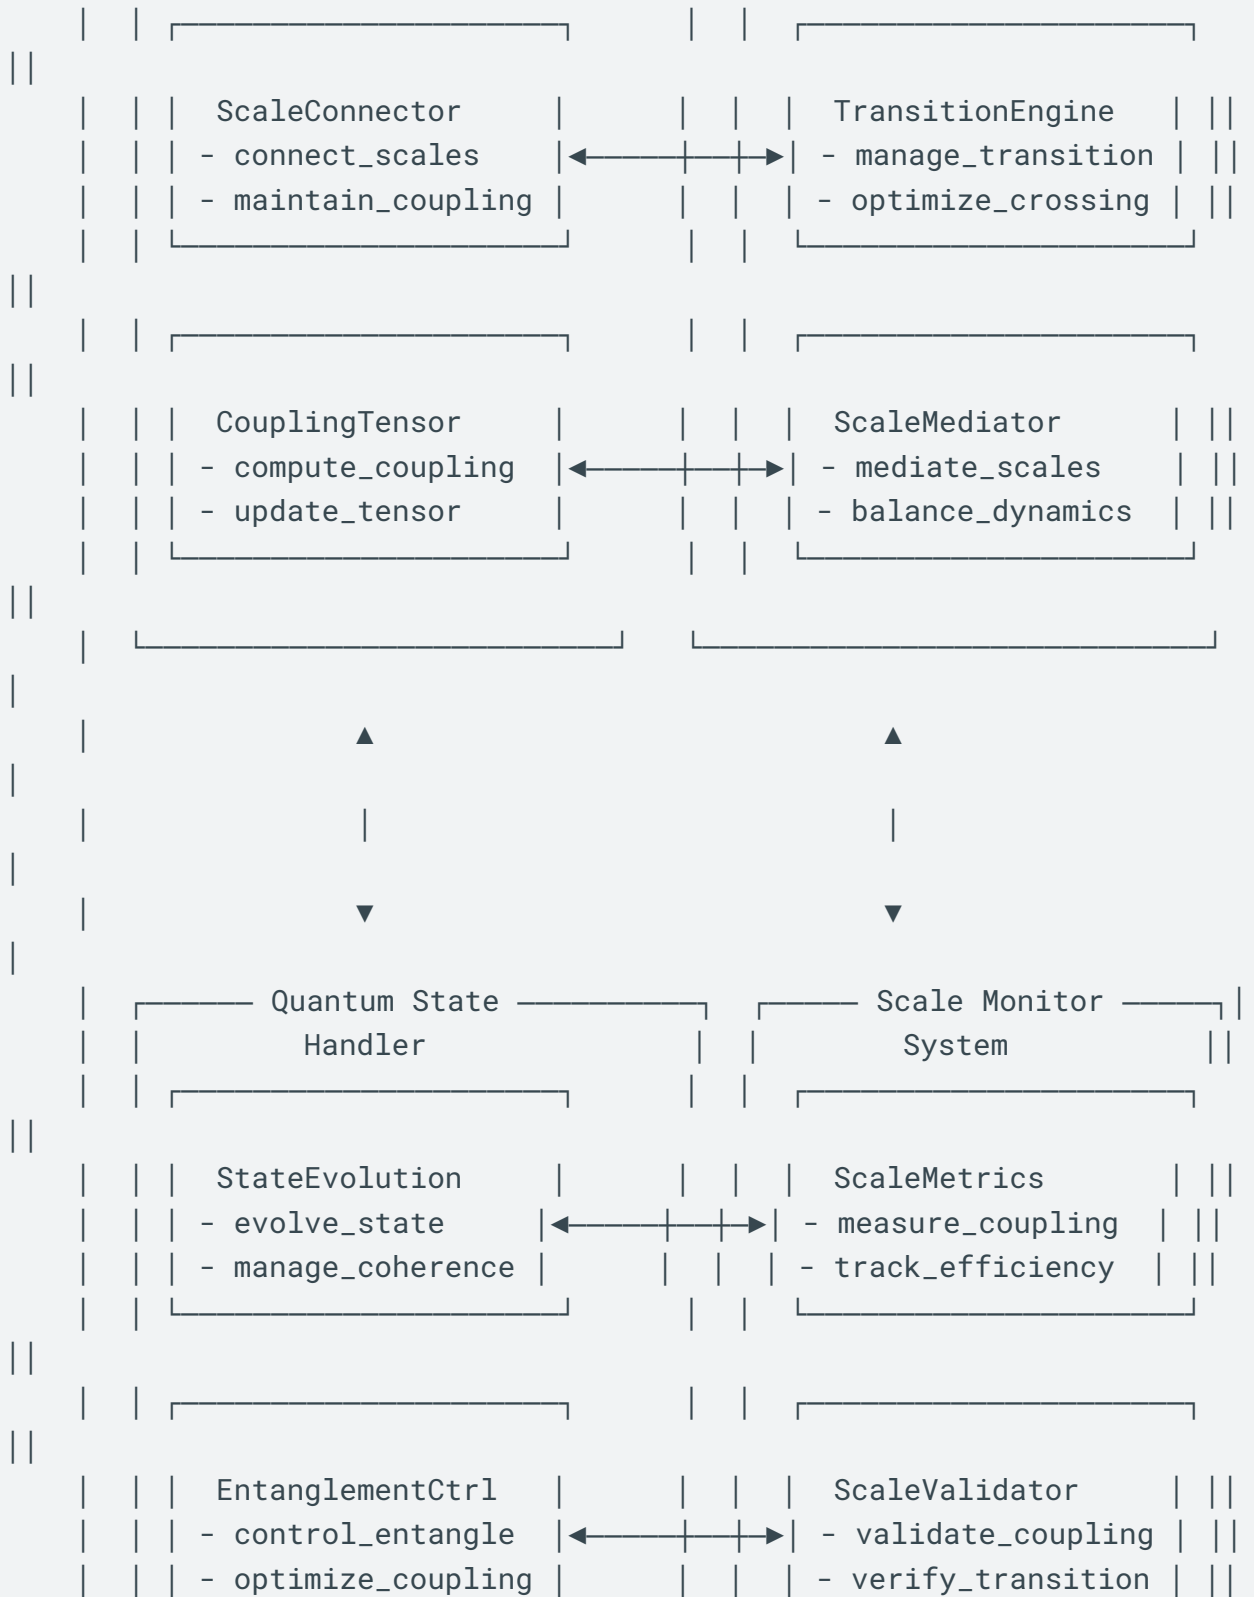 ScaleConnector TransitionEngine
- connect_scales - manage_transition
- maintain_coupling - optimize_crossing
CouplingTensor ScaleMediator
- compute_coupling - mediate_scales
- update_tensor - balance_dynamics
Quantum State Scale Monitor
Handler System
StateEvolution ScaleMetrics
- evolve_state - measure_coupling
- manage_coherence - track_efficiency
EntanglementCtrl ScaleValidator
- control_entangle - validate_coupling
- optimize_coupling - verify_transition